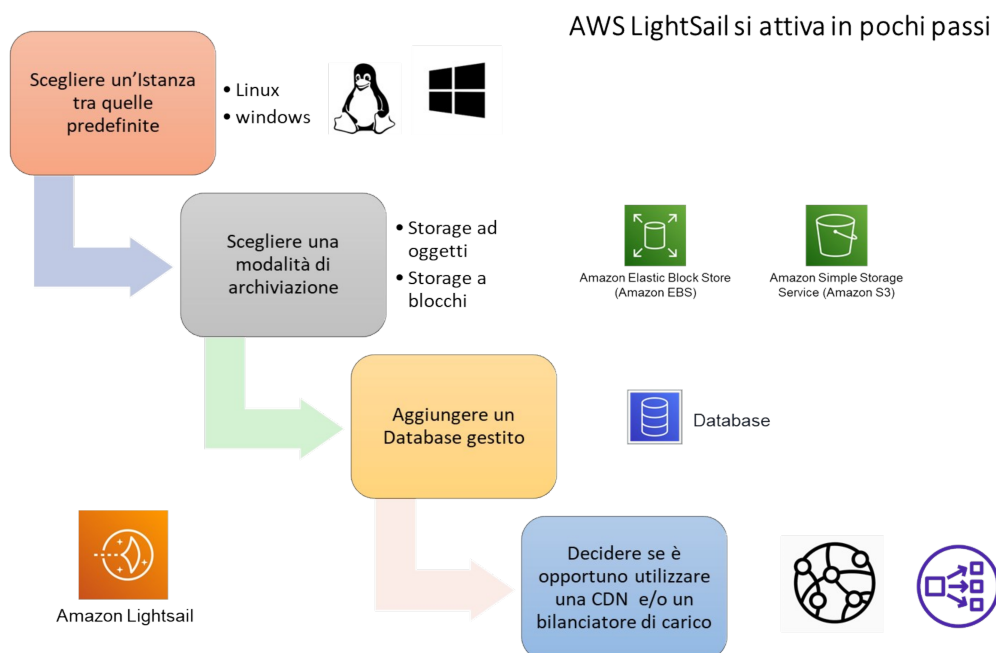 AWS LightSail si attiva in pochi passi
Scegliere un'Istanza
tra quelle
predefinite
• Linux
• windows
Scegliere una
modalità di
archiviazione
• Storage ad
oggetti
• Storage a
blocchi
Amazon Elastic Block Store
(Amazon EBS)
Amazon Simple Storage
Service (Amazon S3)
Aggiungere un
Database gestito
Database
Decidere se è
opportuno utilizzare
una CDN e/o un
bilanciatore di carico
Amazon Lightsail